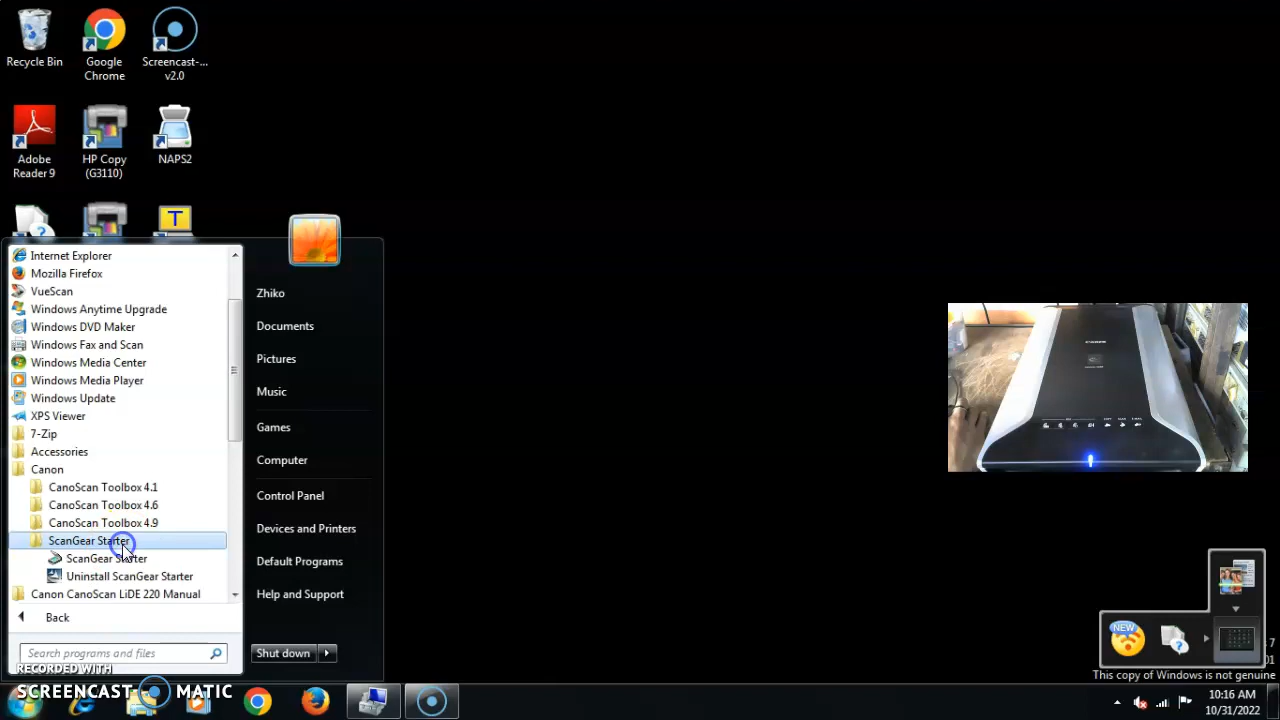 Recycle Bin
Google
Chrome
Screencast-...
v2.0
Adobe
Reader 9
HP Copy
(G3110)
NAPS2
T
Internet Explorer
Mozilla Firefox
VueScan
Windows Anytime Upgrade
Windows DVD Maker
Windows Fax and Scan
Windows Media Center
Windows Media Player
Windows Update
XPS Viewer
7-Zip
Accessories
Canon
CanoScan Toolbox 4.1
CanoScan Toolbox 4.6
CanoScan Toolbox 4.9
ScanGear Starter
ScanGear Starter
Uninstall ScanGear Starter
Canon CanoScan LiDE 220 Manual
Back
Search programs and files
Zhiko
Documents
Pictures
Music
Games
Computer
Control Panel
Devices and Printers
Default Programs
Help and Support
Shut down
NEW
7
01
This copy of Windows is not genuine
RECORDED WITH
SCREENCAST MATIC
10:16 AM
10/31/2022